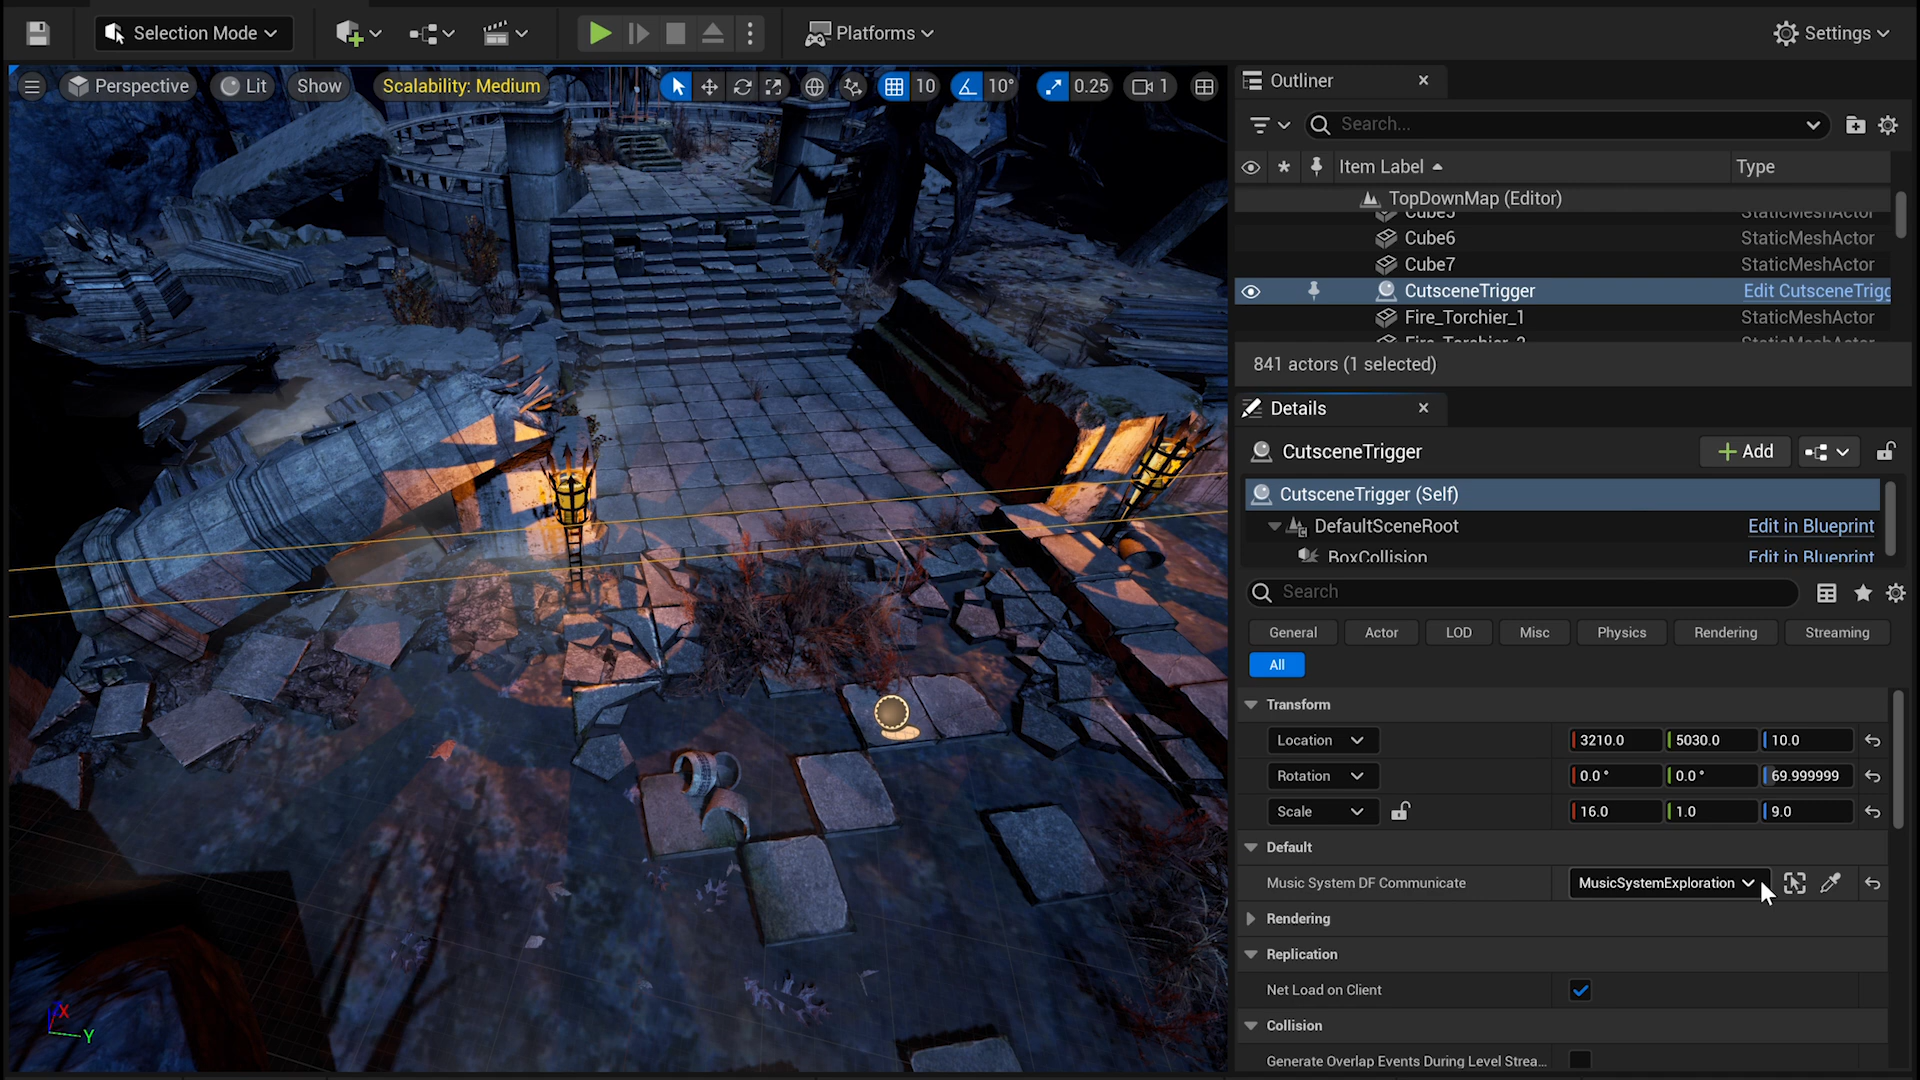 Selection Mode
Platforms
Settings
Perspective
Lit
Show
Scalability: Medium
10
10°
0.25
1
Outliner
Search...
Item Label
Type
TopDownMap (Editor)
Cube5 StaticMeshActor
Cube6 StaticMeshActor
Cube7 StaticMeshActor
CutsceneTrigger Edit CutsceneTrigg
Fire_Torchier_1 StaticMeshActor
Fire_Torchier_2 StaticMeshActor
841 actors (1 selected)
Details
CutsceneTrigger
Add
CutsceneTrigger (Self)
DefaultSceneRoot Edit in Blueprint
BoxCollision Edit in Blueprint
Search
General Actor LOD Misc Physics Rendering Streaming
All
Transform
Location 3210.0 5030.0 10.0
Rotation 0.0° 0.0° 69.999999
Scale 16.0 1.0 9.0
Default
Music System DF Communicate MusicSystemExploration
Rendering
Replication
Net Load on Client
Collision
Generate Overlap Events During Level Strea...
X
Y